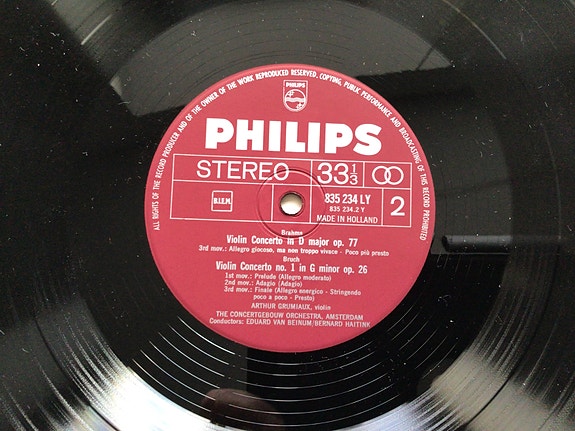 ALL RIGHTS OF THE RECORD PRODUCER AND OF THE OWNER OF THE WORK REPRODUCED RESERVED. COPYING, PUBLIC PERFORMANCE AND BROADCASTING OF THIS RECORD PROHIBITED
PHILIPS
PHILIPS
STEREO 33 1/3
B.I.E.M. 835 234 LY 2
835 234.2 Y
MADE IN HOLLAND
Brahms
Violin Concerto in D major op. 77
3rd mov.: Allegro giocoso, ma non troppo vivace - Poco più presto
Bruch
Violin Concerto no. 1 in G minor op. 26
1st mov.: Prelude (Allegro moderato)
2nd mov.: Adagio (Adagio)
3rd mov.: Finale (Allegro energico - Stringendo
poco a poco - Presto)
ARTHUR GRUMIAUX, violin
THE CONCERTGEBOUW ORCHESTRA, AMSTERDAM
Conductors: EDUARD VAN BEINUM/BERNARD HAITINK